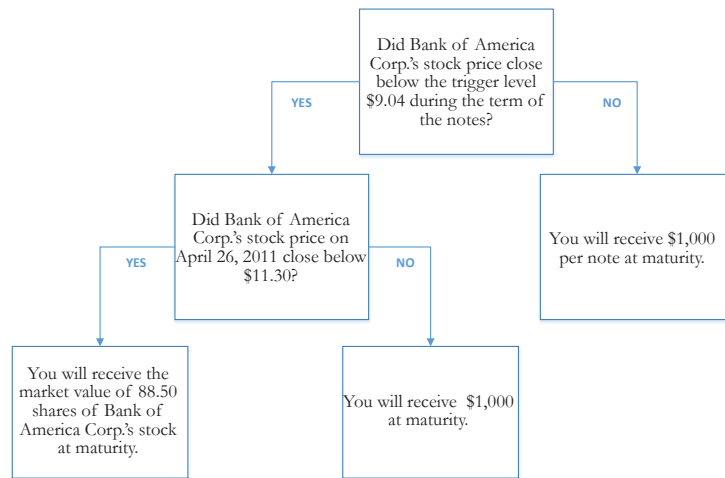 Did Bank of America
Corp.'s stock price close
below the trigger level
$9.04 during the term of
the notes?
YES
NO
Did Bank of America
Corp.'s stock price on
April 26, 2011 close below
$11.30?
You will receive $1,000
per note at maturity.
YES
NO
You will receive the
market value of 88.50
shares of Bank of
America Corp.'s stock
at maturity.
You will receive $1,000
at maturity.